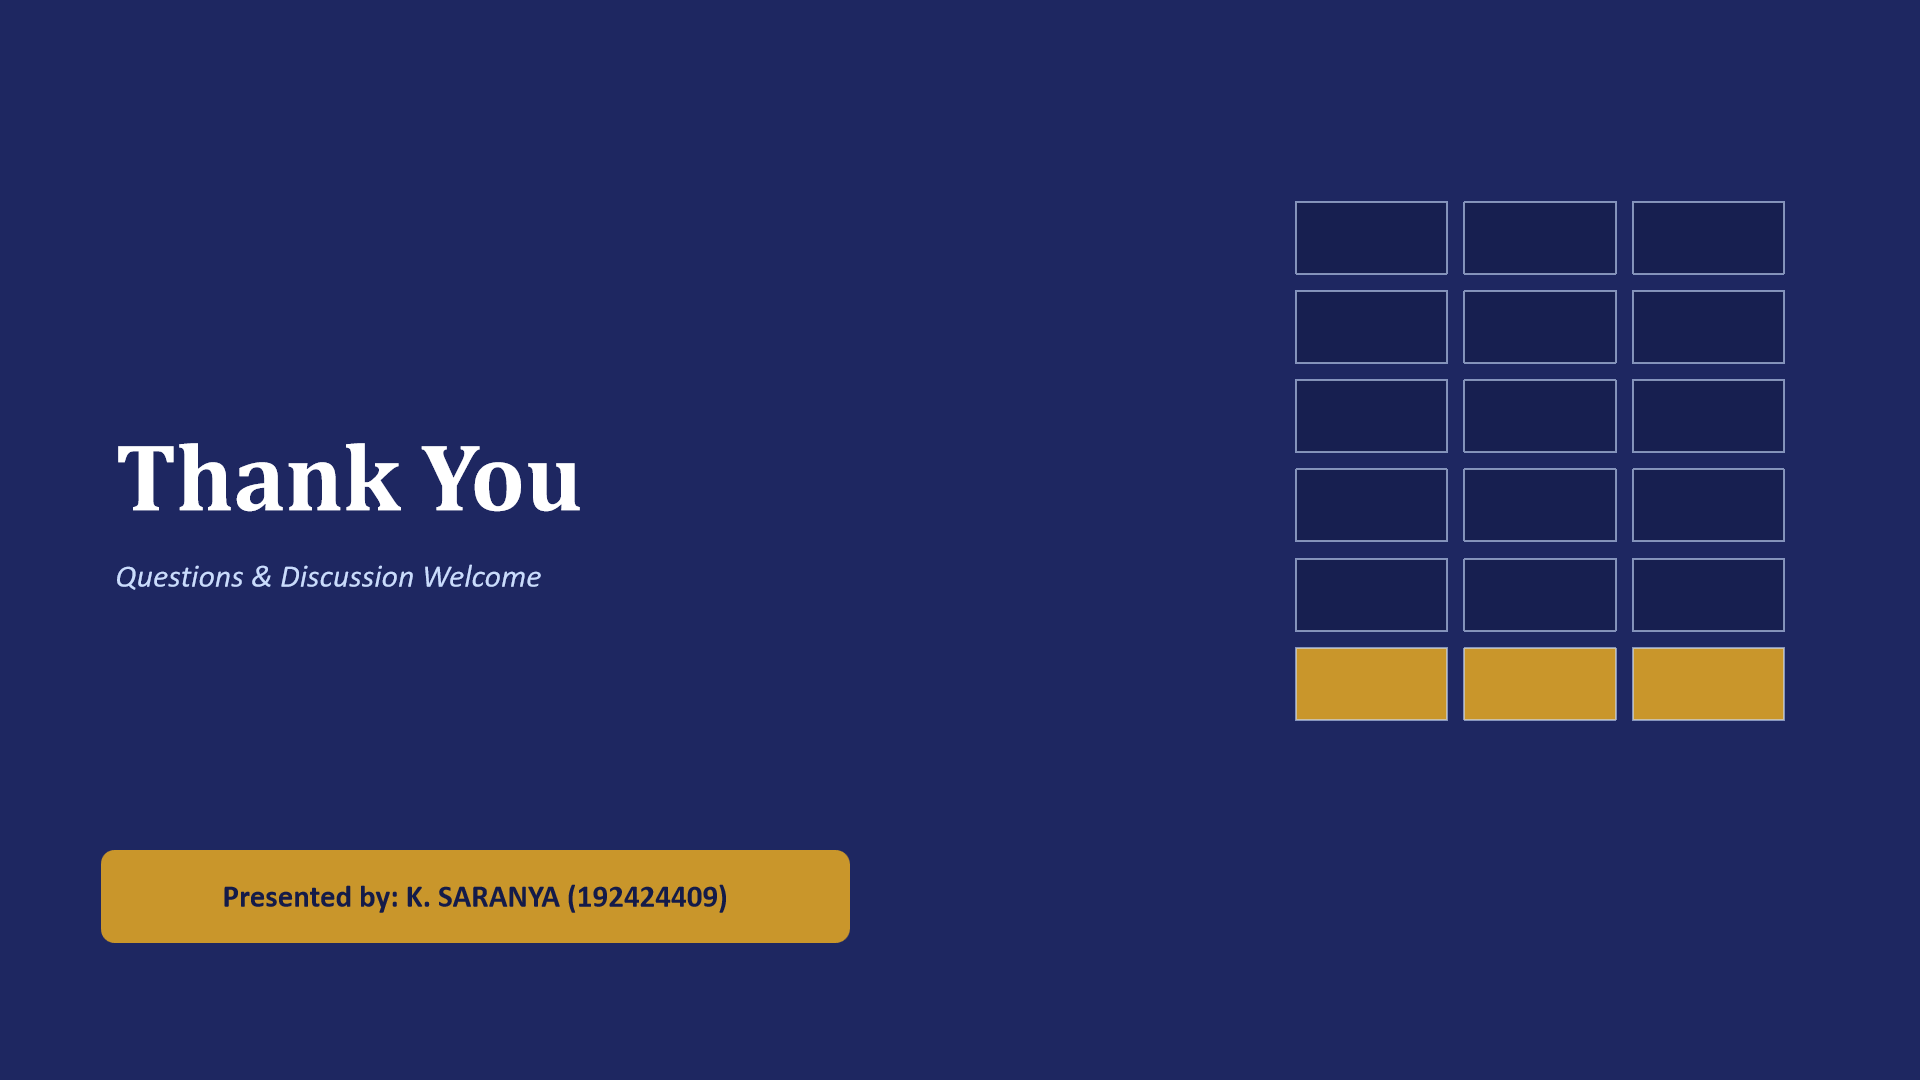 Thank You
Questions & Discussion Welcome
Presented by: K. SARANYA (192424409)